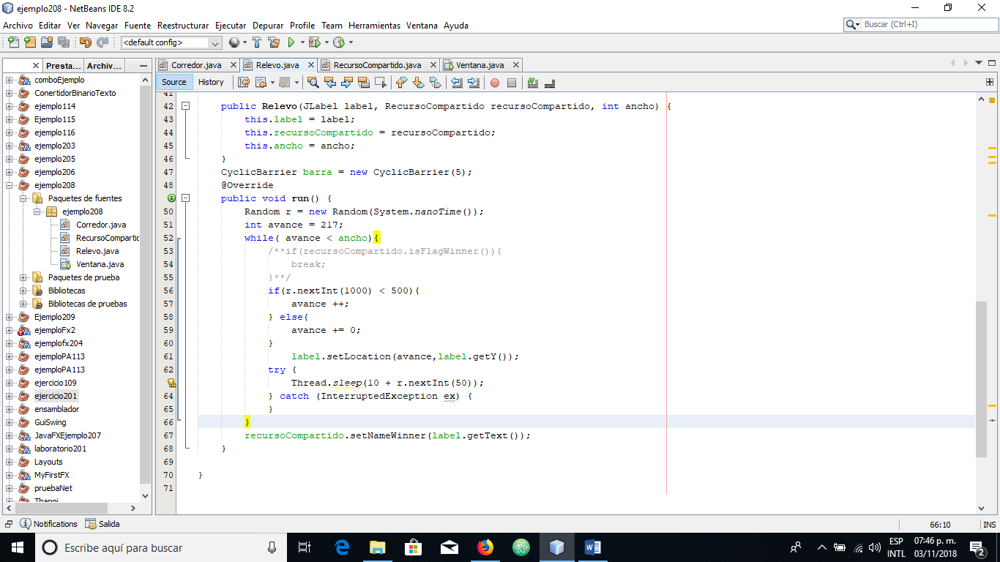 ejemplo208 - NetBeans IDE 8.2
Archivo Editar Ver Navegar Fuente Reestructurar Ejecutar Depurar Profile Team Herramientas Ventana Ayuda
Buscar (Ctrl+I)
<default config>
Presta... Archiv...
Corredor.java Relevo.java RecursoCompartido.java Ventana.java
Source History
comboEjemplo
ConertidorBinarioTexto
ejemplo114
Ejemplo115
ejemplo116
ejemplo203
ejemplo205
ejemplo206
ejemplo208
Paquetes de fuentes
ejemplo208
Corredor.java
RecursoCompartic
Relevo.java
Ventana.java
Paquetes de prueba
Bibliotecas
Bibliotecas de pruebas
Ejemplo209
ejemploFx2
ejemplofx204
ejemploPA113
ejemploPA113
ejercicio109
ejercicio201
ensamblador
GuiSwing
JavaFXEjemplo207
laboratorio201
Layouts
MyFirstFX
pruebaNet
Thanoi
41
42 public Relevo(JLabel label, RecursoCompartido recursoCompartido, int ancho) {
43 this.label = label;
44 this.recursoCompartido = recursoCompartido;
45 this.ancho = ancho;
46 }
47 CyclicBarrier barra = new CyclicBarrier(5);
48 @Override
public void run() {
50 Random r = new Random(System.nanoTime());
51 int avance = 217;
52 while( avance < ancho){
53 /**if(recursoCompartido.isFlagWinner()){
54 break;
55 }**/
56 if(r.nextInt(1000) < 500){
57 avance ++;
58 } else{
59 avance += 0;
60 }
61 label.setLocation(avance,label.getY());
62 try {
Thread.sleep(10 + r.nextInt(50));
64 } catch (InterruptedException ex) {
65 }
66 }
67 recursoCompartido.setNameWinner(label.getText());
68 }
69
70 }
71
Notifications Salida
66:10 INS
Escribe aquí para buscar
ESP
INTL
07:46 p. m.
03/11/2018
2